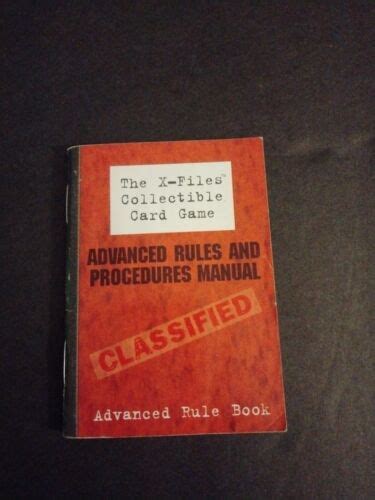 The X-Files™
Collectible
Card Game
ADVANCED RULES AND
PROCEDURES MANUAL
CLASSIFIED
Advanced Rule Book